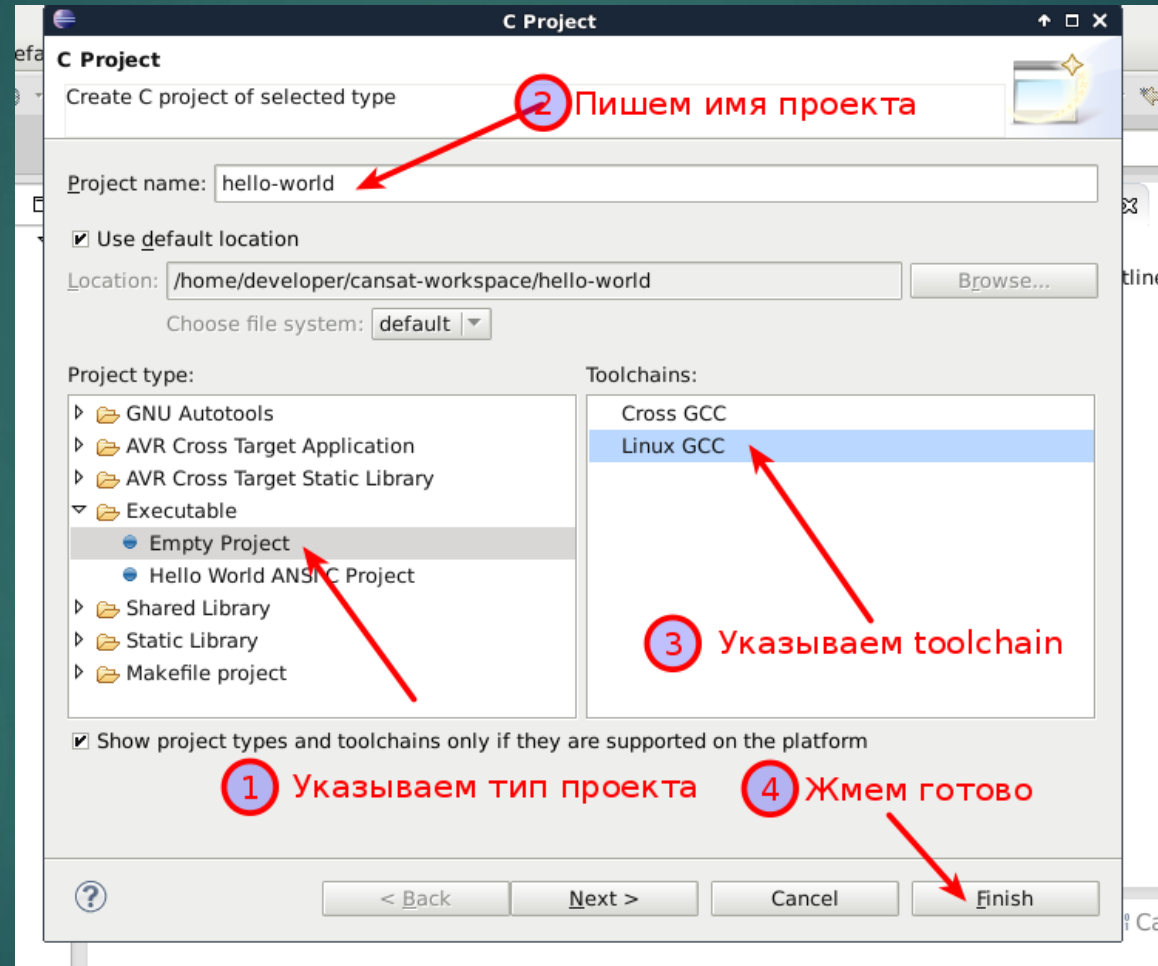 C Project
efa
C Project
Create C project of selected type
2 Пишем имя проекта
Project name: hello-world
Use default location
Location: /home/developer/cansat-workspace/hello-world Browse...
tline
Choose file system: default
Project type: Toolchains:
GNU Autotools Cross GCC
AVR Cross Target Application Linux GCC
AVR Cross Target Static Library
Executable
Empty Project
Hello World ANSI C Project
Shared Library
Static Library
3 Указываем toolchain
Makefile project
Show project types and toolchains only if they are supported on the platform
1 Указываем тип проекта 4 Жмем готово
? < Back Next > Cancel Finish
Ca